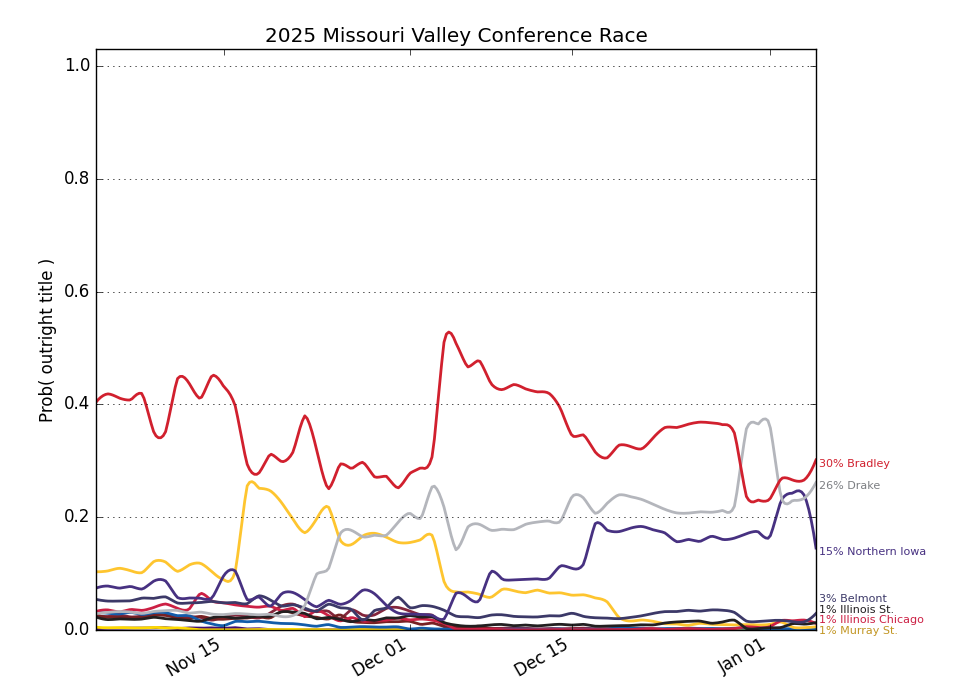 2025 Missouri Valley Conference Race
Prob( outright title )
1.0
0.8
0.6
0.4
0.2
0.0
Nov 15
Dec 01
Dec 15
Jan 01
30% Bradley
26% Drake
15% Northern Iowa
3% Belmont
1% Illinois St.
1% Illinois Chicago
1% Murray St.